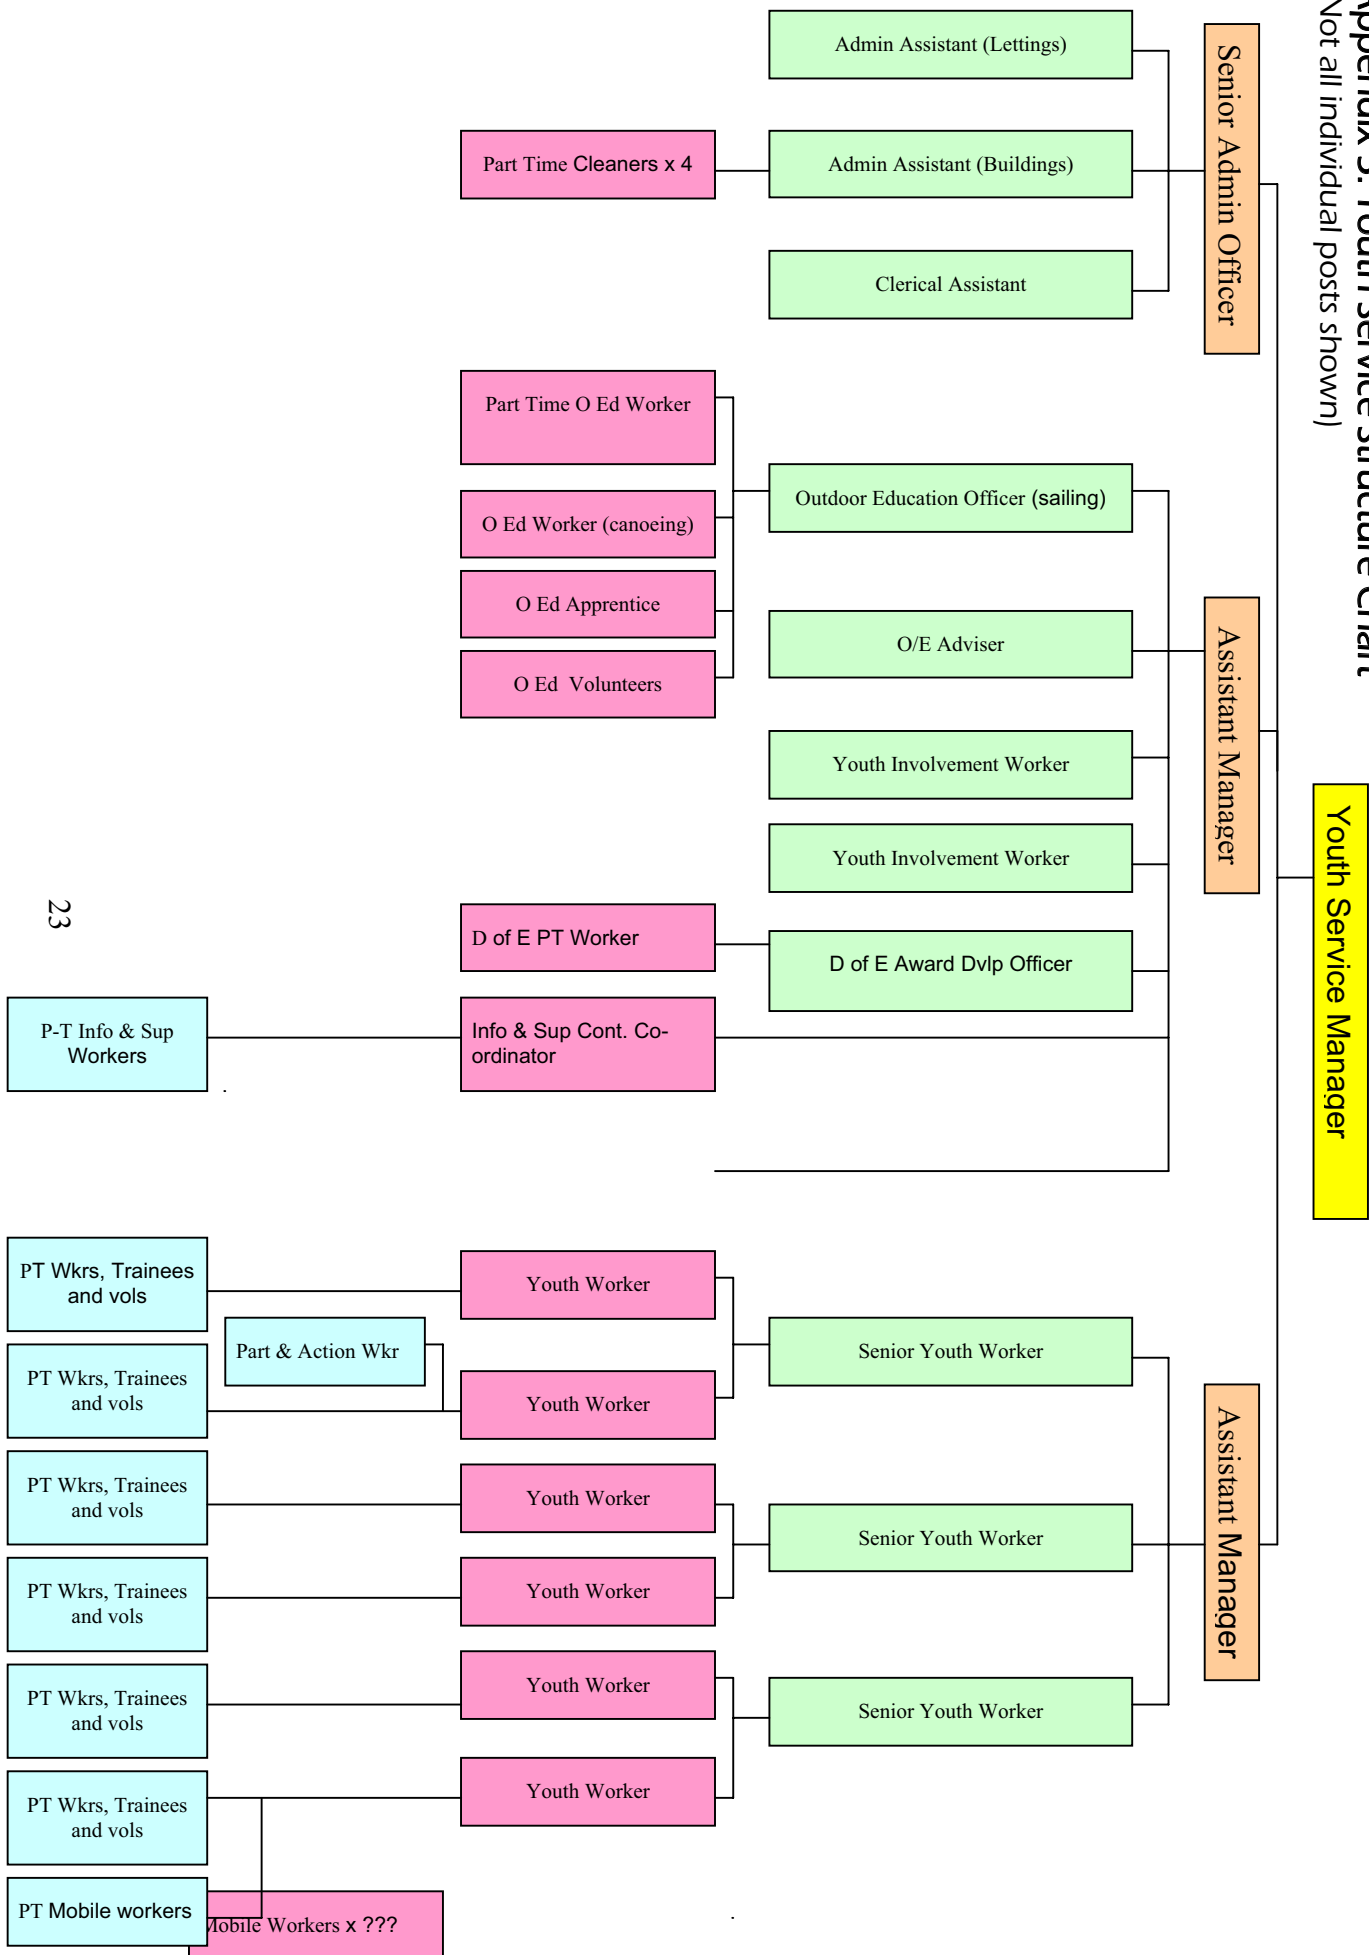 Appendix 3: Youth Service Structure Chart
(Not all individual posts shown)
Youth Service Manager
Senior Admin Officer
Assistant Manager
Assistant Manager
Admin Assistant (Lettings)
Admin Assistant (Buildings)
Part Time Cleaners x 4
Clerical Assistant
Outdoor Education Officer (sailing)
Part Time O Ed Worker
O Ed Worker (canoeing)
O Ed Apprentice
O Ed Volunteers
O/E Adviser
Youth Involvement Worker
Youth Involvement Worker
D of E Award Dvlp Officer
D of E PT Worker
Info & Sup Cont. Co-
ordinator
P-T Info & Sup
Workers
Senior Youth Worker
Youth Worker
PT Wkrs, Trainees
and vols
Youth Worker
Part & Action Wkr
PT Wkrs, Trainees
and vols
Senior Youth Worker
Youth Worker
PT Wkrs, Trainees
and vols
Youth Worker
PT Wkrs, Trainees
and vols
Senior Youth Worker
Youth Worker
PT Wkrs, Trainees
and vols
Youth Worker
PT Wkrs, Trainees
and vols
PT Mobile workers
Mobile Workers x ???
23